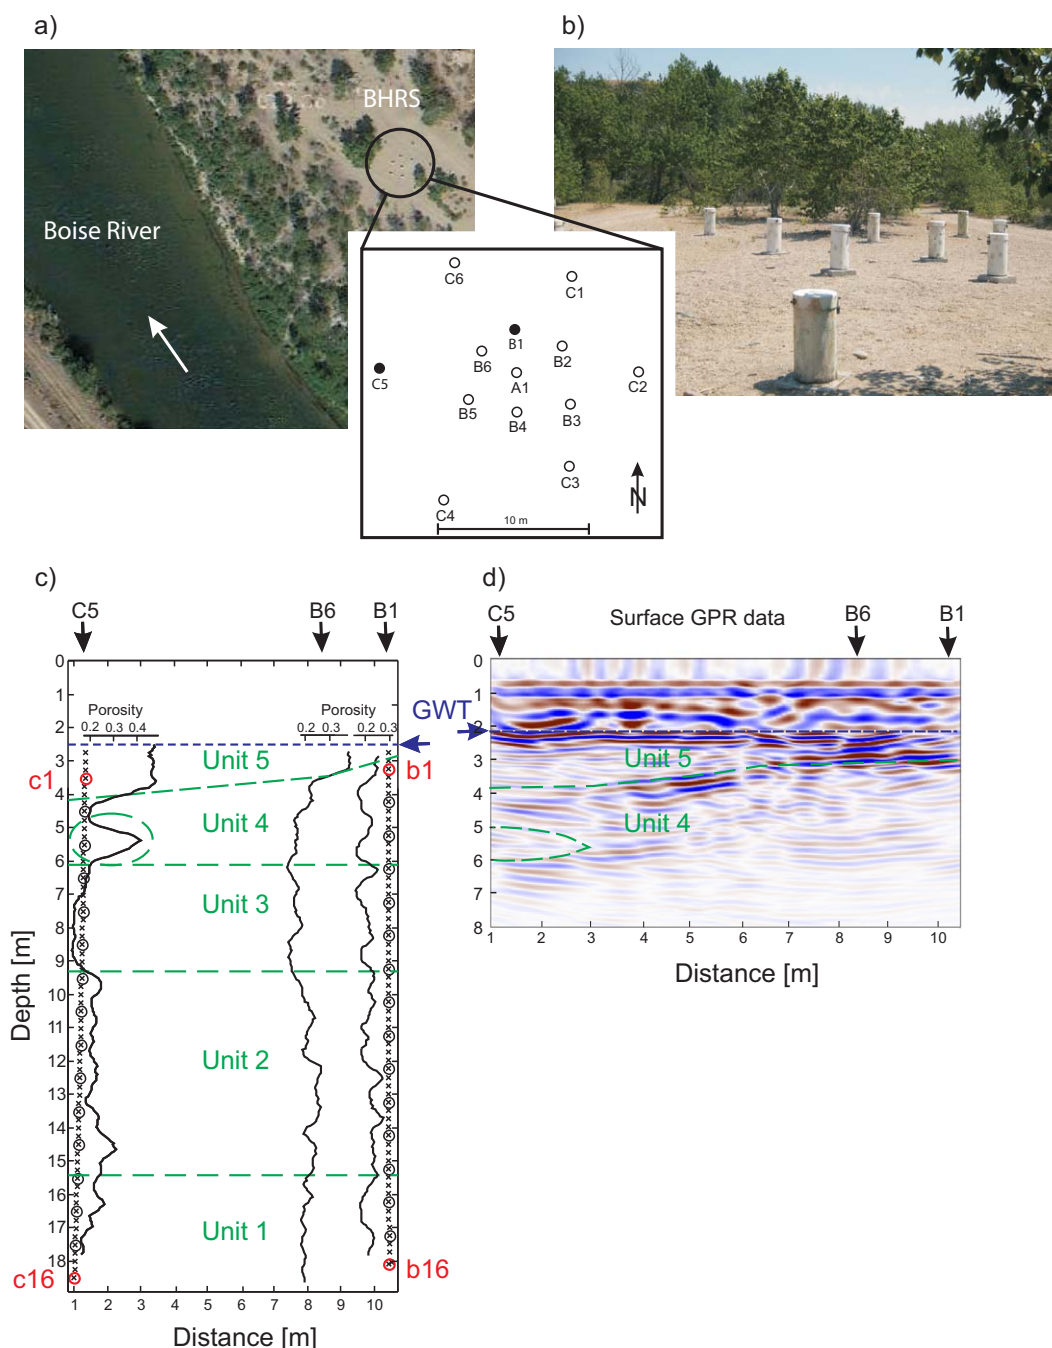 a)
b)
BHRS
Boise River
C6
C1
B1
B6
B2
C5
A1
C2
B5
B4
B3
C3
C4
N
10 m
c)
d)
C5
B6
B1
C5
Surface GPR data
B6
B1
0
1
2
3
4
5
6
7
8
9
10
11
12
13
14
15
16
17
18
Depth [m]
Porosity
0.2 0.3 0.4
Porosity
0.2 0.3
0.2 0.3
GWT
c1
b1
Unit 5
Unit 4
Unit 3
Unit 2
Unit 1
c16
b16
1 2 3 4 5 6 7 8 9 10
Distance [m]
0
1
2
3
4
5
6
7
8
Unit 5
Unit 4
1 2 3 4 5 6 7 8 9 10
Distance [m]